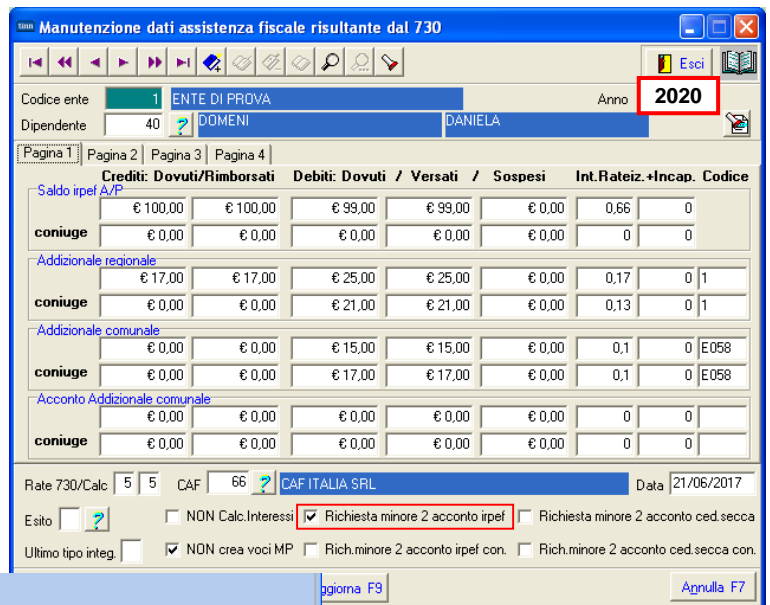 tinn Manutenzione dati assistenza fiscale risultante dal 730
Esci
Codice ente 1 ENTE DI PROVA Anno 2020
Dipendente 40 ? DOMENI DANIELA
Pagina 1 Pagina 2 Pagina 3 Pagina 4
Crediti: Dovuti/Rimborsati Debiti: Dovuti / Versati / Sospesi Int.Rateiz.+Incap. Codice
Saldo irpef A/P
€ 100,00 € 100,00 € 99,00 € 99,00 € 0,00 0,66 0
coniuge € 0,00 € 0,00 € 0,00 € 0,00 € 0,00 0 0
Addizionale regionale
€ 17,00 € 17,00 € 25,00 € 25,00 € 0,00 0,17 0 1
coniuge € 0,00 € 0,00 € 21,00 € 21,00 € 0,00 0,13 0 1
Addizionale comunale
€ 0,00 € 0,00 € 15,00 € 15,00 € 0,00 0,1 0 E058
coniuge € 0,00 € 0,00 € 17,00 € 17,00 € 0,00 0,1 0 E058
Acconto Addizionale comunale
€ 0,00 € 0,00 € 0,00 € 0,00 € 0,00 0 0
coniuge € 0,00 € 0,00 € 0,00 € 0,00 € 0,00 0 0
Rate 730/Calc 5 5 CAF 66 ? CAF ITALIA SRL Data 21/06/2017
Esito ? NON Calc.Interessi Richiesta minore 2 acconto irpef Richiesta minore 2 acconto ced.secca
Ultimo tipo integ. NON crea voci MP Rich.minore 2 acconto irpef con. Rich.minore 2 acconto ced.secca con.
ggiorna F9 Annulla F7